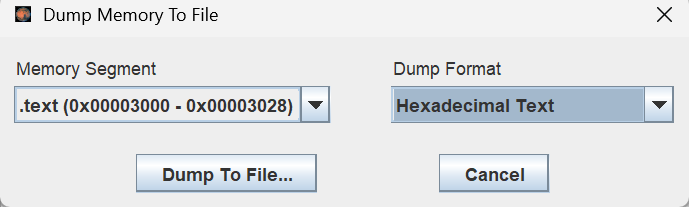 Dump Memory To File
Memory Segment
Dump Format
.text (0x00003000 - 0x00003028)
Hexadecimal Text
Dump To File...
Cancel